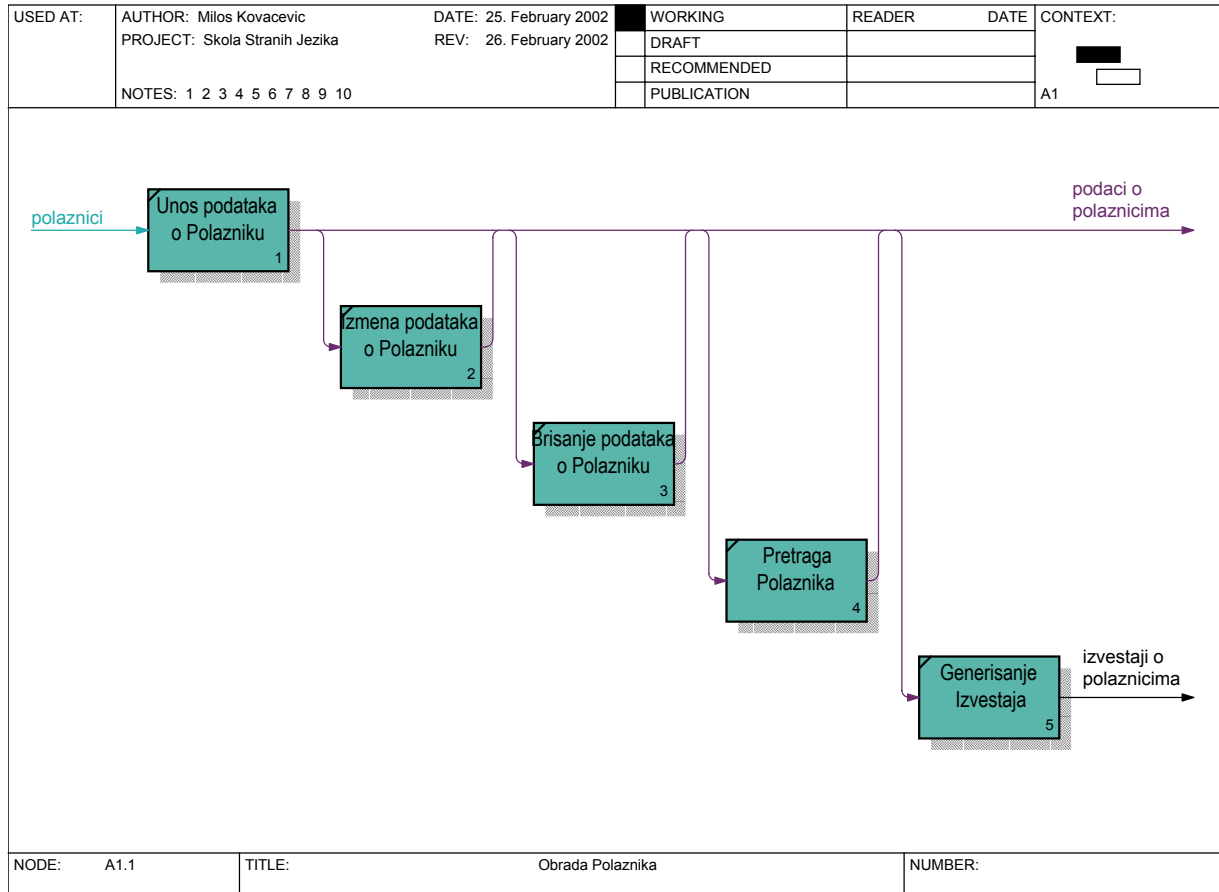 USED AT:
AUTHOR: Milos Kovacevic
DATE: 25. February 2002
PROJECT: Skola Stranih Jezika
REV: 26. February 2002
NOTES: 1 2 3 4 5 6 7 8 9 10
WORKING
DRAFT
RECOMMENDED
PUBLICATION
READER
DATE
CONTEXT:
A1
polaznici
Unos podataka
o Polazniku
1
podaci o
polaznicima
Izmena podataka
o Polazniku
2
Brisanje podataka
o Polazniku
3
Pretraga
Polaznika
4
Generisanje
Izvestaja
5
izvestaji o
polaznicima
NODE:
A1.1
TITLE:
Obrada Polaznika
NUMBER: